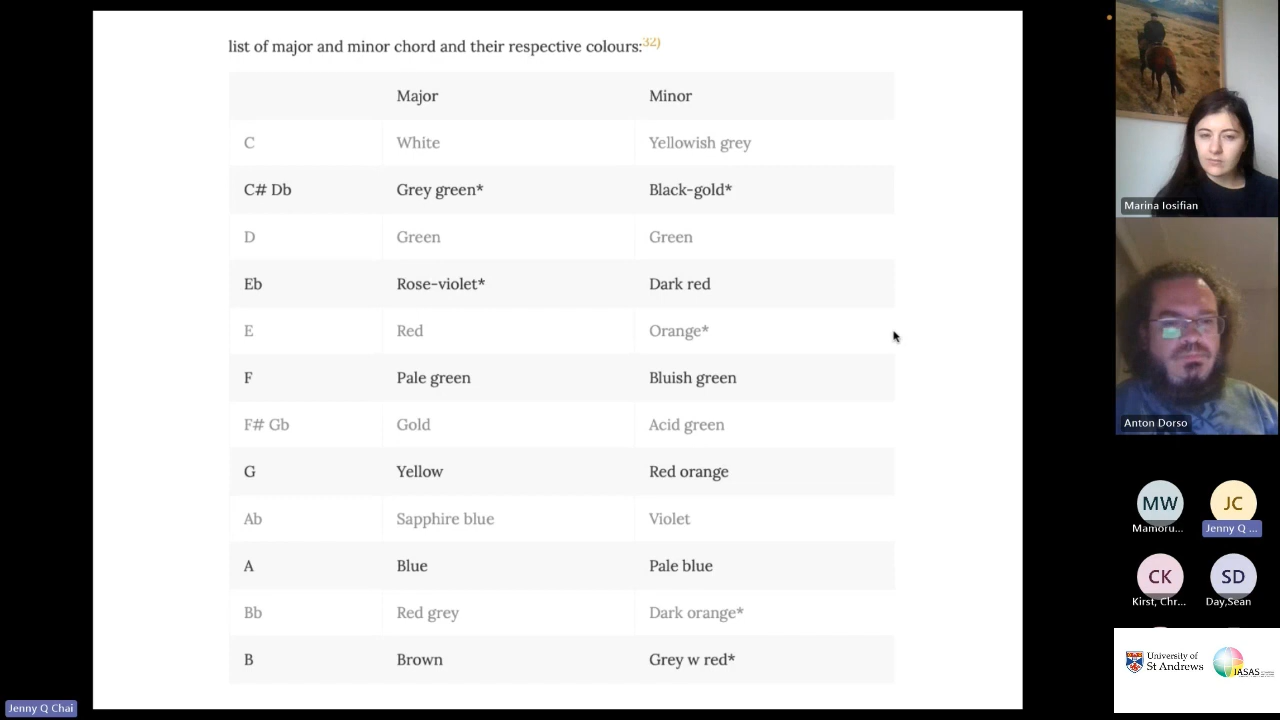 list of major and minor chord and their respective colours:32)
Major Minor
C White Yellowish grey
C# Db Grey green* Black-gold*
D Green Green
Eb Rose-violet* Dark red
E Red Orange*
F Pale green Bluish green
F# Gb Gold Acid green
G Yellow Red orange
Ab Sapphire blue Violet
A Blue Pale blue
Bb Red grey Dark orange*
B Brown Grey w red*
Jenny Q Chai
Marina Iosifian
Anton Dorso
MW JC
Mamoru... Jenny Q ...
CK SD
Kirst, Chr... Day,Sean
University of
St Andrews
IASAS